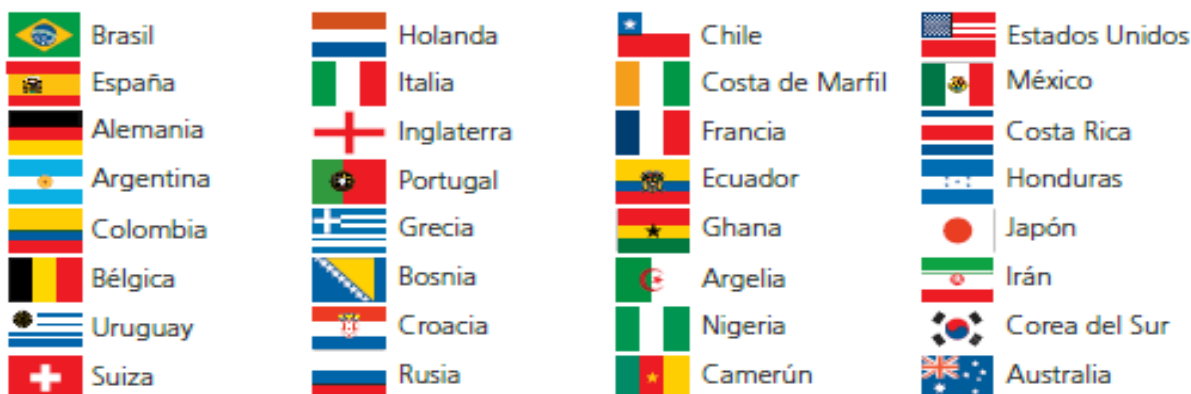 Brasil
Holanda
Chile
Estados Unidos
España
Italia
Costa de Marfil
México
Alemania
Inglaterra
Francia
Costa Rica
Argentina
Portugal
Ecuador
Honduras
Colombia
Grecia
Ghana
Japón
Bélgica
Bosnia
Argelia
Irán
Uruguay
Croacia
Nigeria
Corea del Sur
Suiza
Rusia
Camerún
Australia